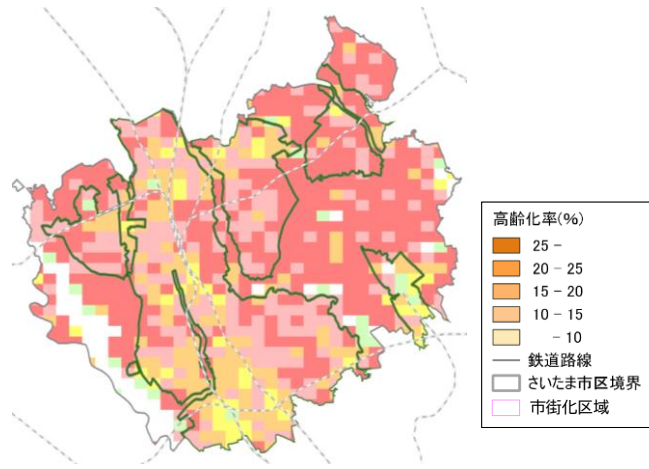 高齢化率(%)
25 -
20 - 25
15 - 20
10 - 15
- 10
鉄道路線
さいたま市区境界
市街化区域